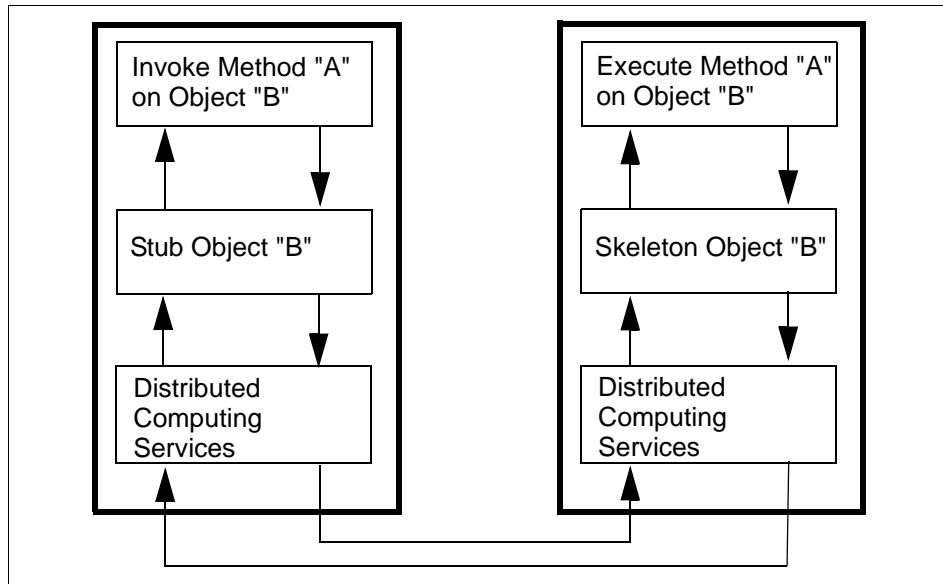 Invoke Method "A"
on Object "B"
Stub Object "B"
Distributed
Computing
Services
Execute Method "A"
on Object "B"
Skeleton Object "B"
Distributed
Computing
Services